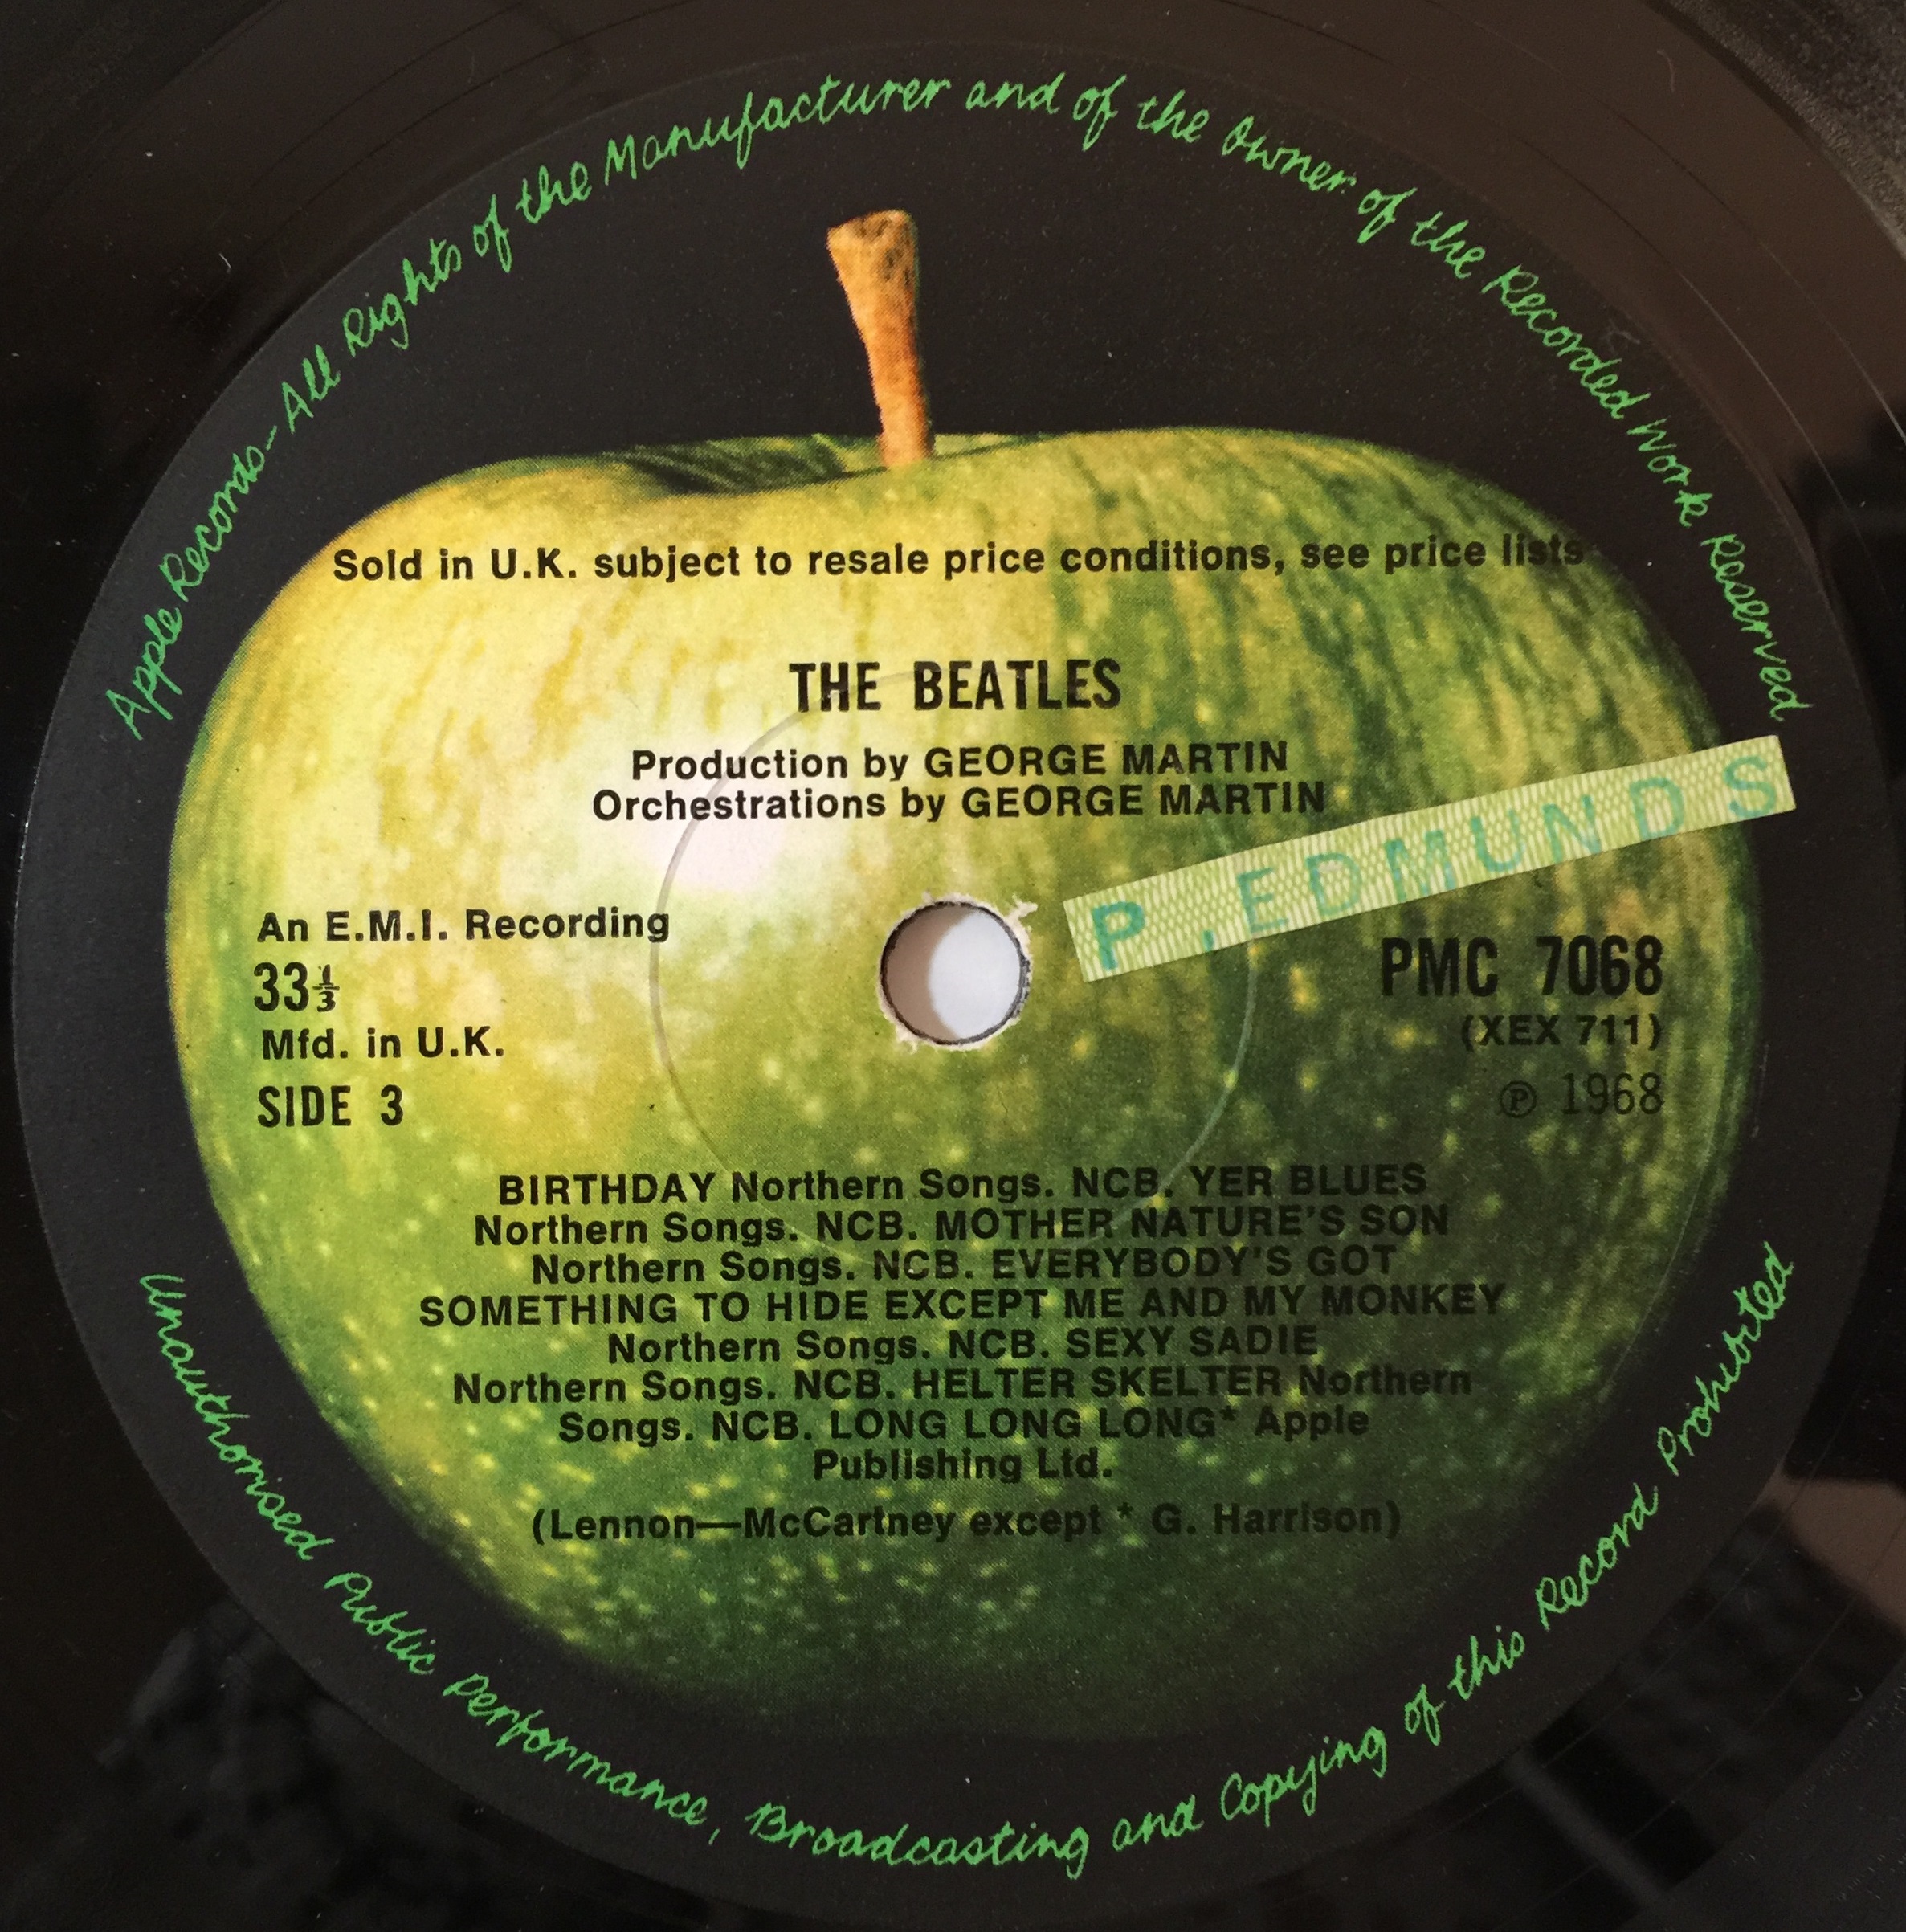 Apple Records - All Rights of the Manufacturer and of the Owner of the Recorded Work Reserved
Sold in U.K. subject to resale price conditions, see price lists
THE BEATLES
Production by GEORGE MARTIN
Orchestrations by GEORGE MARTIN
P.EDMUNDS
An E.M.I. Recording
33⅓
Mfd. in U.K.
SIDE 3
PMC 7068
(XEX 711)
℗ 1968
BIRTHDAY Northern Songs. NCB. YER BLUES
Northern Songs. NCB. MOTHER NATURE'S SON
Northern Songs. NCB. EVERYBODY'S GOT
SOMETHING TO HIDE EXCEPT ME AND MY MONKEY
Northern Songs. NCB. SEXY SADIE
Northern Songs. NCB. HELTER SKELTER Northern
Songs. NCB. LONG LONG LONG* Apple
Publishing Ltd.
(Lennon—McCartney except * G. Harrison)
Unauthorised Public Performance, Broadcasting and Copying of this Record Prohibited